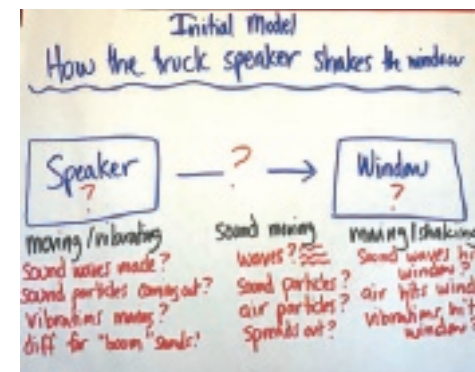 Initial Model
How the truck speaker shakes the window
Speaker
?
?
Window
?
moving/vibrating
sound waves made?
sound particles coming out?
vibrations moving?
diff for "boom" sounds?
sound moving
waves?
sound particles?
air particles?
spreads out?
moving/shaking
sound waves hit
window?
air hits window?
vibrations hit
window?